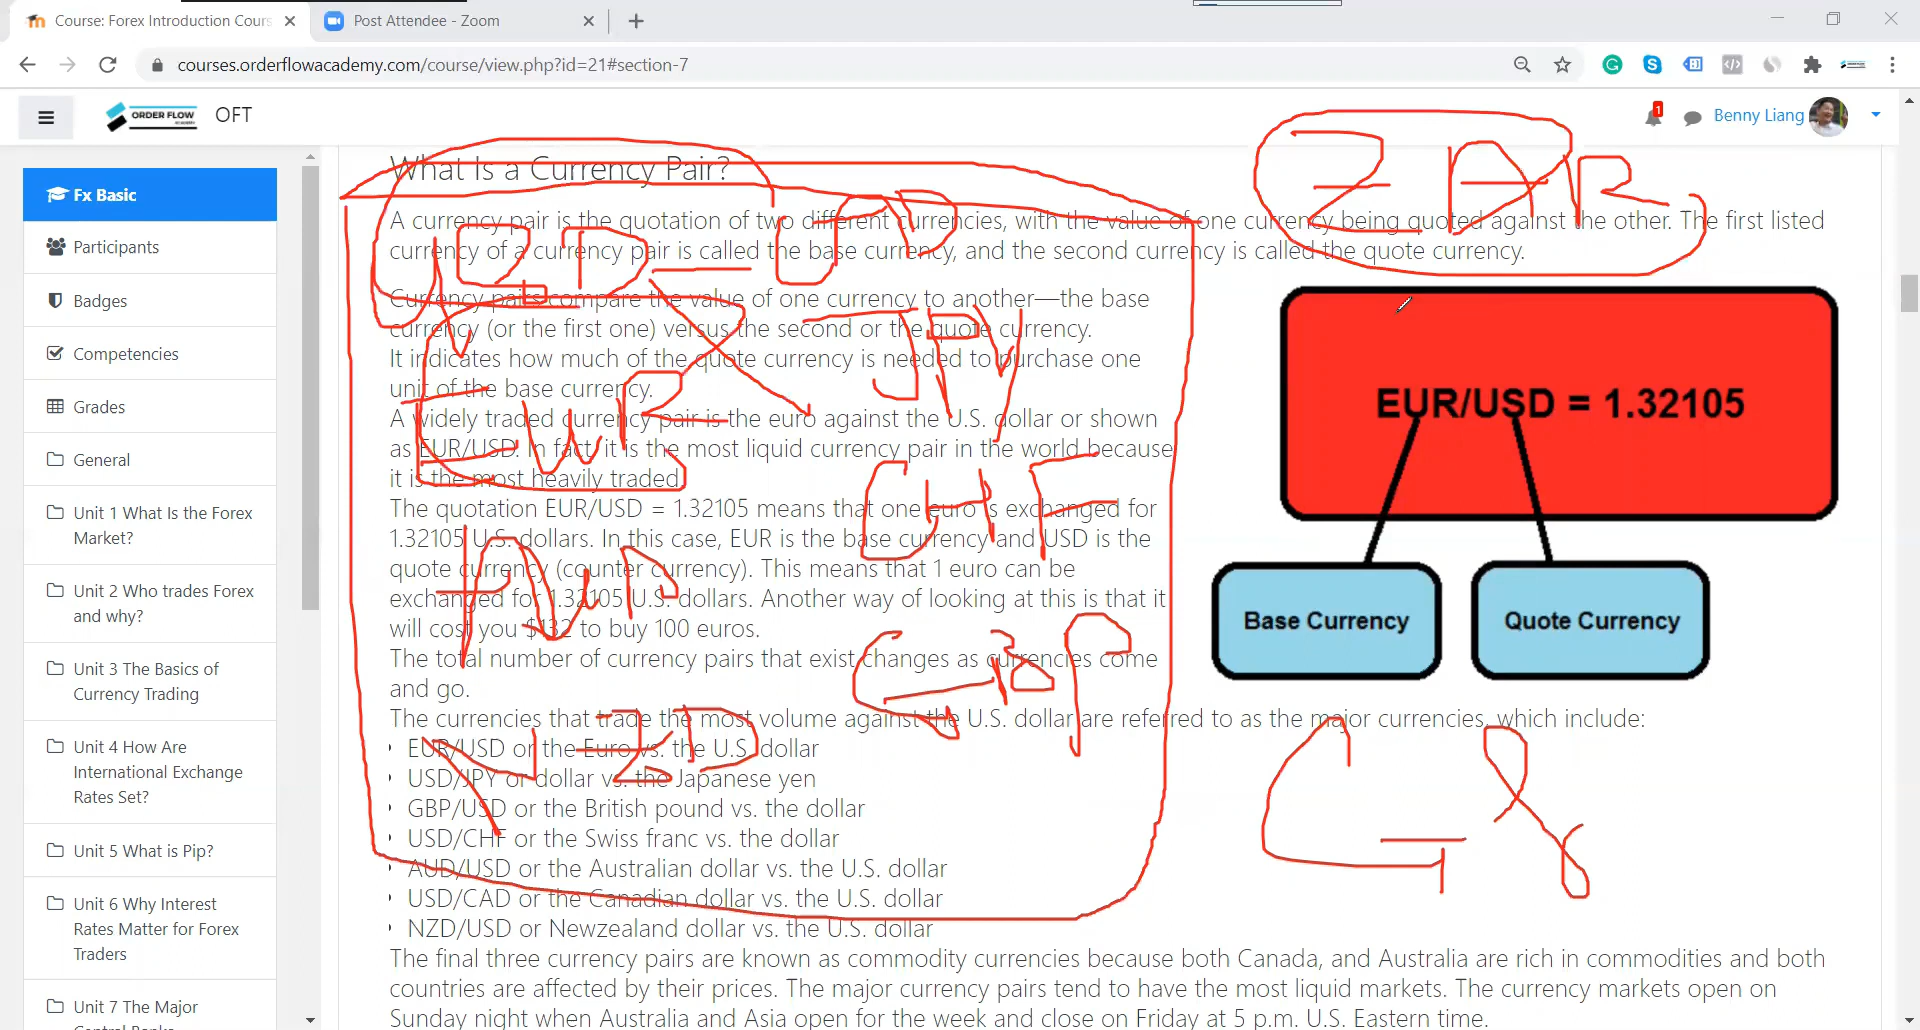 Course: Forex Introduction Cours
Post Attendee - Zoom
courses.orderflowacademy.com/course/view.php?id=21#section-7
ORDER FLOW
OFT
1
Benny Liang
Fx Basic
Participants
Badges
Competencies
Grades
General
Unit 1 What Is the Forex
Market?
Unit 2 Who trades Forex
and why?
Unit 3 The Basics of
Currency Trading
Unit 4 How Are
International Exchange
Rates Set?
Unit 5 What is Pip?
Unit 6 Why Interest
Rates Matter for Forex
Traders
Unit 7 The Major
What Is a Currency Pair?
A currency pair is the quotation of two different currencies, with the value of one currency being quoted against the other. The first listed
currency of a currency pair is called the base currency, and the second currency is called the quote currency.
Currency pairs compare the value of one currency to another—the base
currency (or the first one) versus the second or the quote currency.
It indicates how much of the quote currency is needed to purchase one
unit of the base currency.
A widely traded currency pair is the euro against the U.S. dollar or shown
as EUR/USD. In fact, it is the most liquid currency pair in the world because
it is the most heavily traded.
The quotation EUR/USD = 1.32105 means that one euro is exchanged for
1.32105 U.S. dollars. In this case, EUR is the base currency and USD is the
quote currency (counter currency). This means that 1 euro can be
exchanged for 1.32105 U.S. dollars. Another way of looking at this is that it
will cost you $132 to buy 100 euros.
The total number of currency pairs that exist changes as currencies come
and go.
The currencies that trade the most volume against the U.S. dollar are referred to as the major currencies, which include:
EUR/USD or the Euro vs. the U.S. dollar
USD/JPY or dollar vs. the Japanese yen
GBP/USD or the British pound vs. the dollar
USD/CHF or the Swiss franc vs. the dollar
AUD/USD or the Australian dollar vs. the U.S. dollar
USD/CAD or the Canadian dollar vs. the U.S. dollar
NZD/USD or Newzealand dollar vs. the U.S. dollar
The final three currency pairs are known as commodity currencies because both Canada, and Australia are rich in commodities and both
countries are affected by their prices. The major currency pairs tend to have the most liquid markets. The currency markets open on
Sunday night when Australia and Asia open for the week and close on Friday at 5 p.m. U.S. Eastern time.
EUR/USD = 1.32105
Base Currency
Quote Currency
ZAR
EUR
JPY
CHF
GBP
NZD